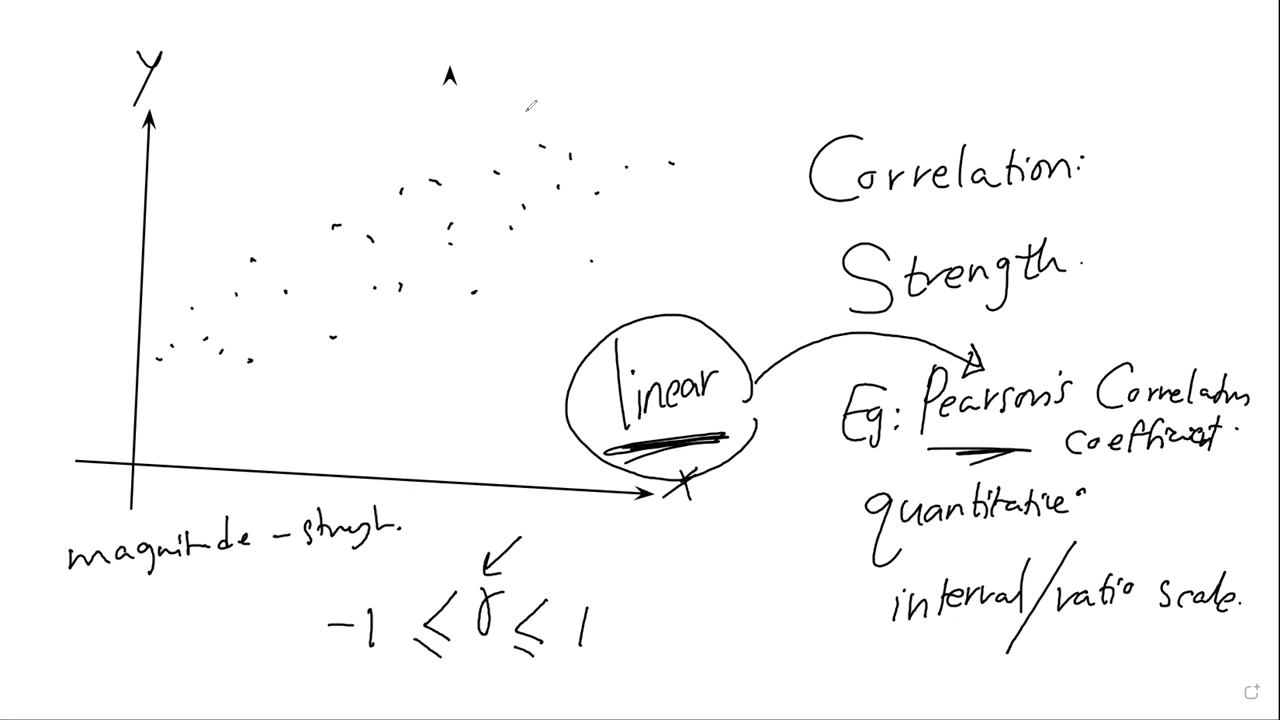 Y
Correlation:
Strength.
linear
Eg: Pearson's Correlation
coefficient.
X
quantitative
interval/ratio scale.
magnitude - strength.
-1 ≤ r ≤ 1